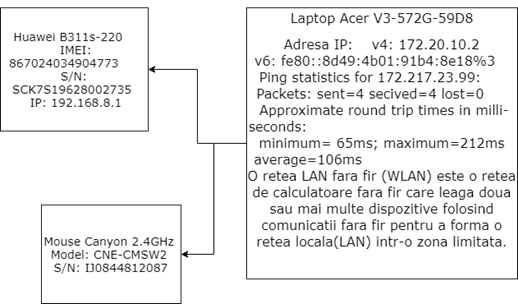 Huawei B311s-220
IMEI:
867024034904773
S/N:
SCK7S19628002735
IP: 192.168.8.1
Laptop Acer V3-572G-59D8
Adresa IP: v4: 172.20.10.2
v6: fe80::8d49:4b01:91b4:8e18%3
Ping statistics for 172.217.23.99:
Packets: sent=4 secived=4 lost=0
Approximate round trip times in milli-
seconds:
minimum= 65ms; maximum=212ms
average=106ms
O retea LAN fara fir (WLAN) este o retea
de calculatoare fara fir care leaga doua
sau mai multe dispozitive folosind
comunicatii fara fir pentru a forma o
retea locala(LAN) intr-o zona limitata.
Mouse Canyon 2.4GHz
Model: CNE-CMSW2
S/N: IJ0844812087